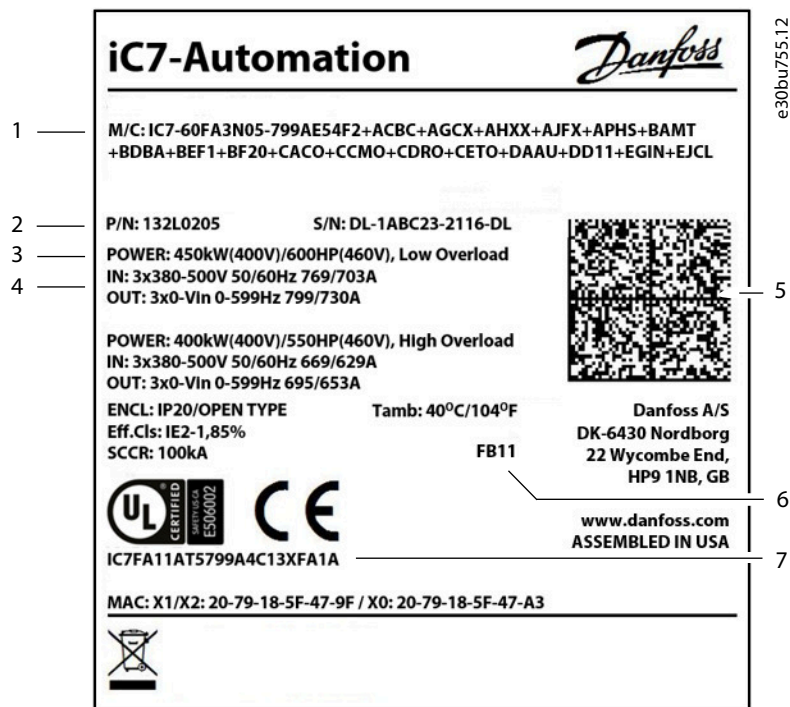 iC7-Automation
Danfoss
e30bu755.12
1
M/C: IC7-60FA3N05-799AE54F2+ACBC+AGCX+AHXX+AJFX+APHS+BAMT
+BDBA+BEF1+BF20+CACO+CCMO+CDRO+CETO+DAAU+DD11+EGIN+EJCL
2
P/N: 132L0205 S/N: DL-1ABC23-2116-DL
3
POWER: 450kW(400V)/600HP(460V), Low Overload
4
IN: 3x380-500V 50/60Hz 769/703A
OUT: 3x0-Vin 0-599Hz 799/730A
5
POWER: 400kW(400V)/550HP(460V), High Overload
IN: 3x380-500V 50/60Hz 669/629A
OUT: 3x0-Vin 0-599Hz 695/653A
ENCL: IP20/OPEN TYPE Tamb: 40°C/104°F
Eff.Cls: IE2-1,85%
SCCR: 100kA
FB11
6
Danfoss A/S
DK-6430 Nordborg
22 Wycombe End,
HP9 1NB, GB
UL ®
CERTIFIED
SAFETY US-CA
E506002
CE
www.danfoss.com
ASSEMBLED IN USA
IC7FA11AT5799A4C13XFA1A
7
MAC: X1/X2: 20-79-18-5F-47-9F / X0: 20-79-18-5F-47-A3